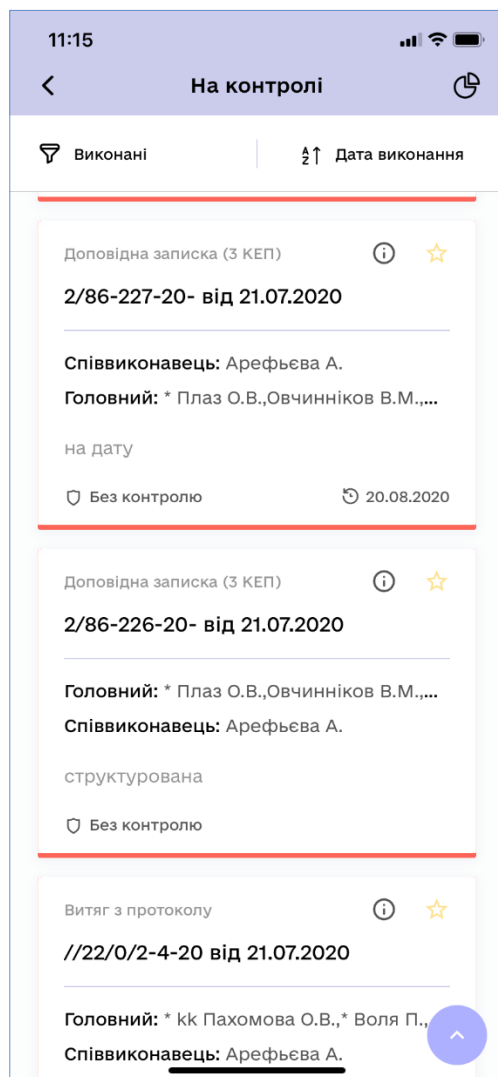 11:15
На контролі
Виконані
Дата виконання
Доповідна записка (З КЕП)
2/86-227-20- від 21.07.2020
Співвиконавець: Арефьєва А.
Головний: * Плаз О.В.,Овчинніков В.М.,...
на дату
Без контролю
20.08.2020
Доповідна записка (З КЕП)
2/86-226-20- від 21.07.2020
Головний: * Плаз О.В.,Овчинніков В.М.,...
Співвиконавець: Арефьєва А.
структурована
Без контролю
Витяг з протоколу
//22/0/2-4-20 від 21.07.2020
Головний: * kk Пахомова О.В.,* Воля П.,
Співвиконавець: Арефьєва А.